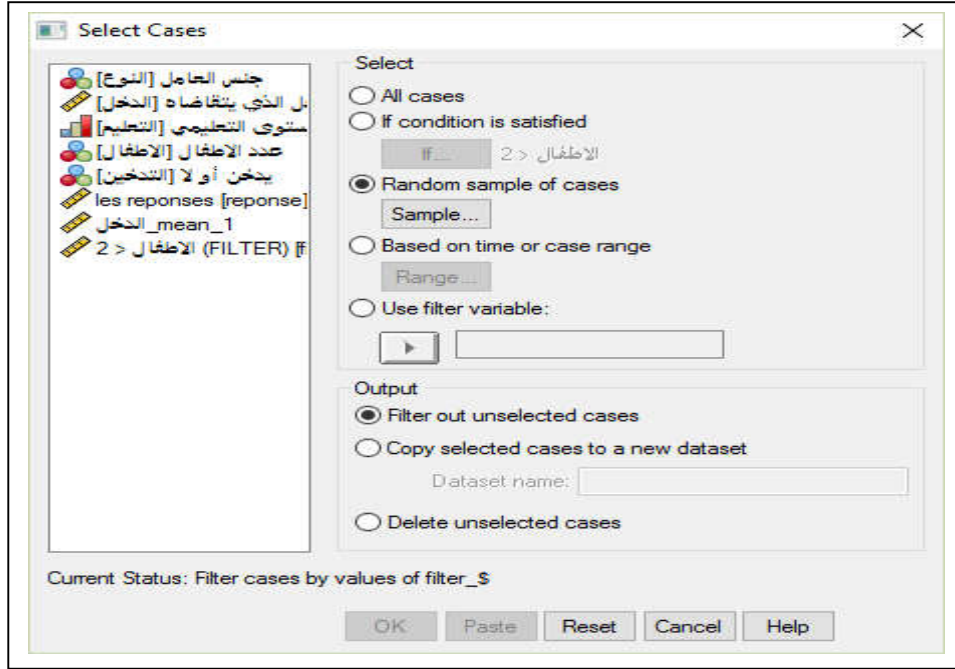 Select Cases
جنس العامل [النوع]
ل الذي يتقاضاه [الدخل]
ستوى التعليمي [التعليم]
عدد الاطفال [الاطفال]
يدخن أو لا [التدخين]
les reponses [reponse]
الدخل_mean_1
الاطفال < 2 (FILTER) [f
Select
All cases
If condition is satisfied
If... الاطفال < 2
Random sample of cases
Sample...
Based on time or case range
Range...
Use filter variable:
Output
Filter out unselected cases
Copy selected cases to a new dataset
Dataset name:
Delete unselected cases
Current Status: Filter cases by values of filter_$
OK Paste Reset Cancel Help